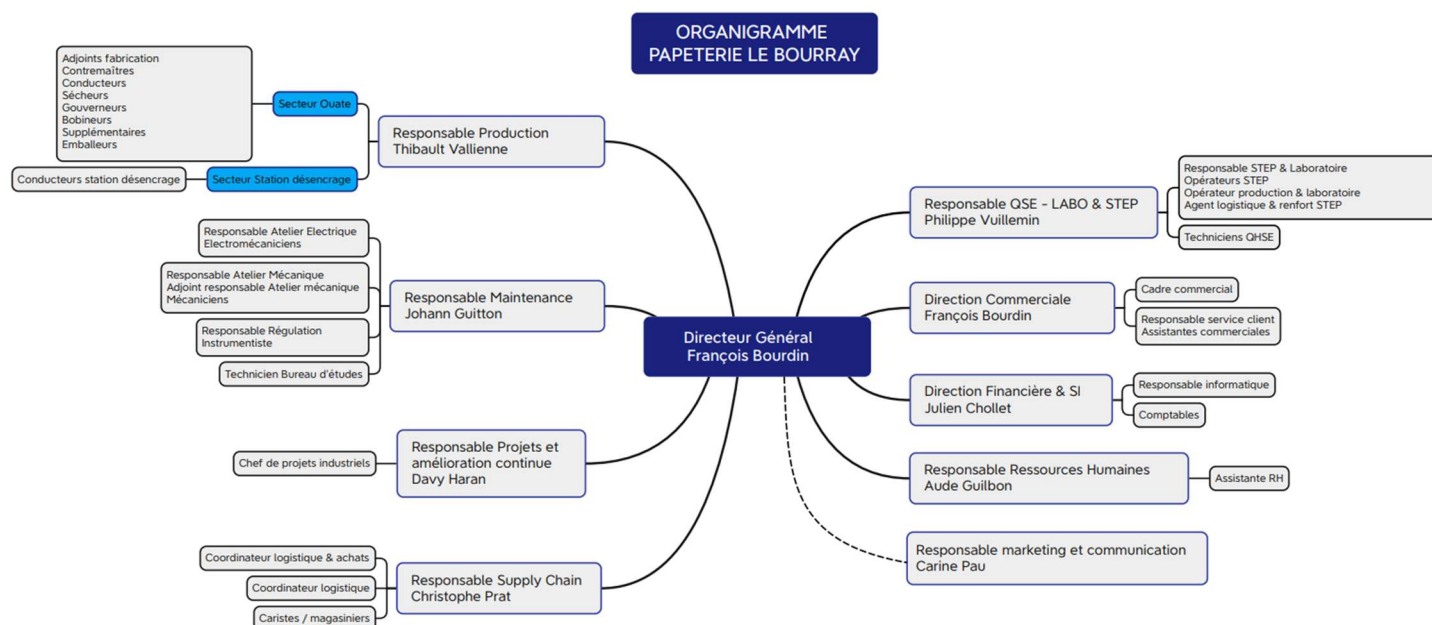 ORGANIGRAMME
PAPETERIE LE BOURRAY
Adjoints fabrication
Contremaîtres
Conducteurs
Sécheurs
Gouverneurs
Bobineurs
Supplémentaires
Emballeurs
Secteur Ouate
Responsable Production
Thibault Vallienne
Conducteurs station désencrage
Secteur Station désencrage
Responsable Atelier Electrique
Electromécaniciens
Responsable Atelier Mécanique
Adjoint responsable Atelier mécanique
Mécaniciens
Responsable Régulation
Instrumentiste
Technicien Bureau d'études
Responsable Maintenance
Johann Guitton
Chef de projets industriels
Responsable Projets et
amélioration continue
Davy Haran
Coordinateur logistique & achats
Coordinateur logistique
Caristes / magasiniers
Responsable Supply Chain
Christophe Prat
Directeur Général
François Bourdin
Responsable QSE - LABO & STEP
Philippe Vuillemin
Responsable STEP & Laboratoire
Opérateurs STEP
Opérateur production & laboratoire
Agent logistique & renfort STEP
Techniciens QHSE
Direction Commerciale
François Bourdin
Cadre commercial
Responsable service client
Assistantes commerciales
Direction Financière & SI
Julien Chollet
Responsable informatique
Comptables
Responsable Ressources Humaines
Aude Guilbon
Assistante RH
Responsable marketing et communication
Carine Pau